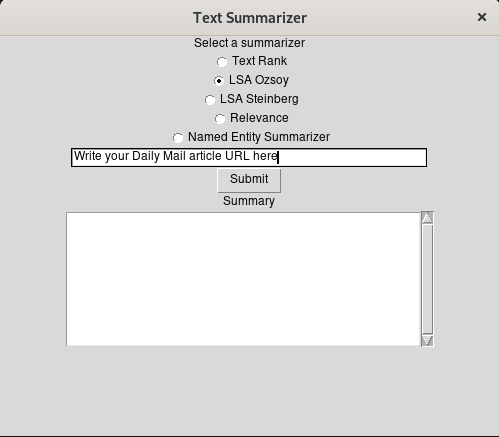 Text Summarizer
Select a summarizer
Text Rank
LSA Ozsoy
LSA Steinberg
Relevance
Named Entity Summarizer
Write your Daily Mail article URL here
Submit
Summary